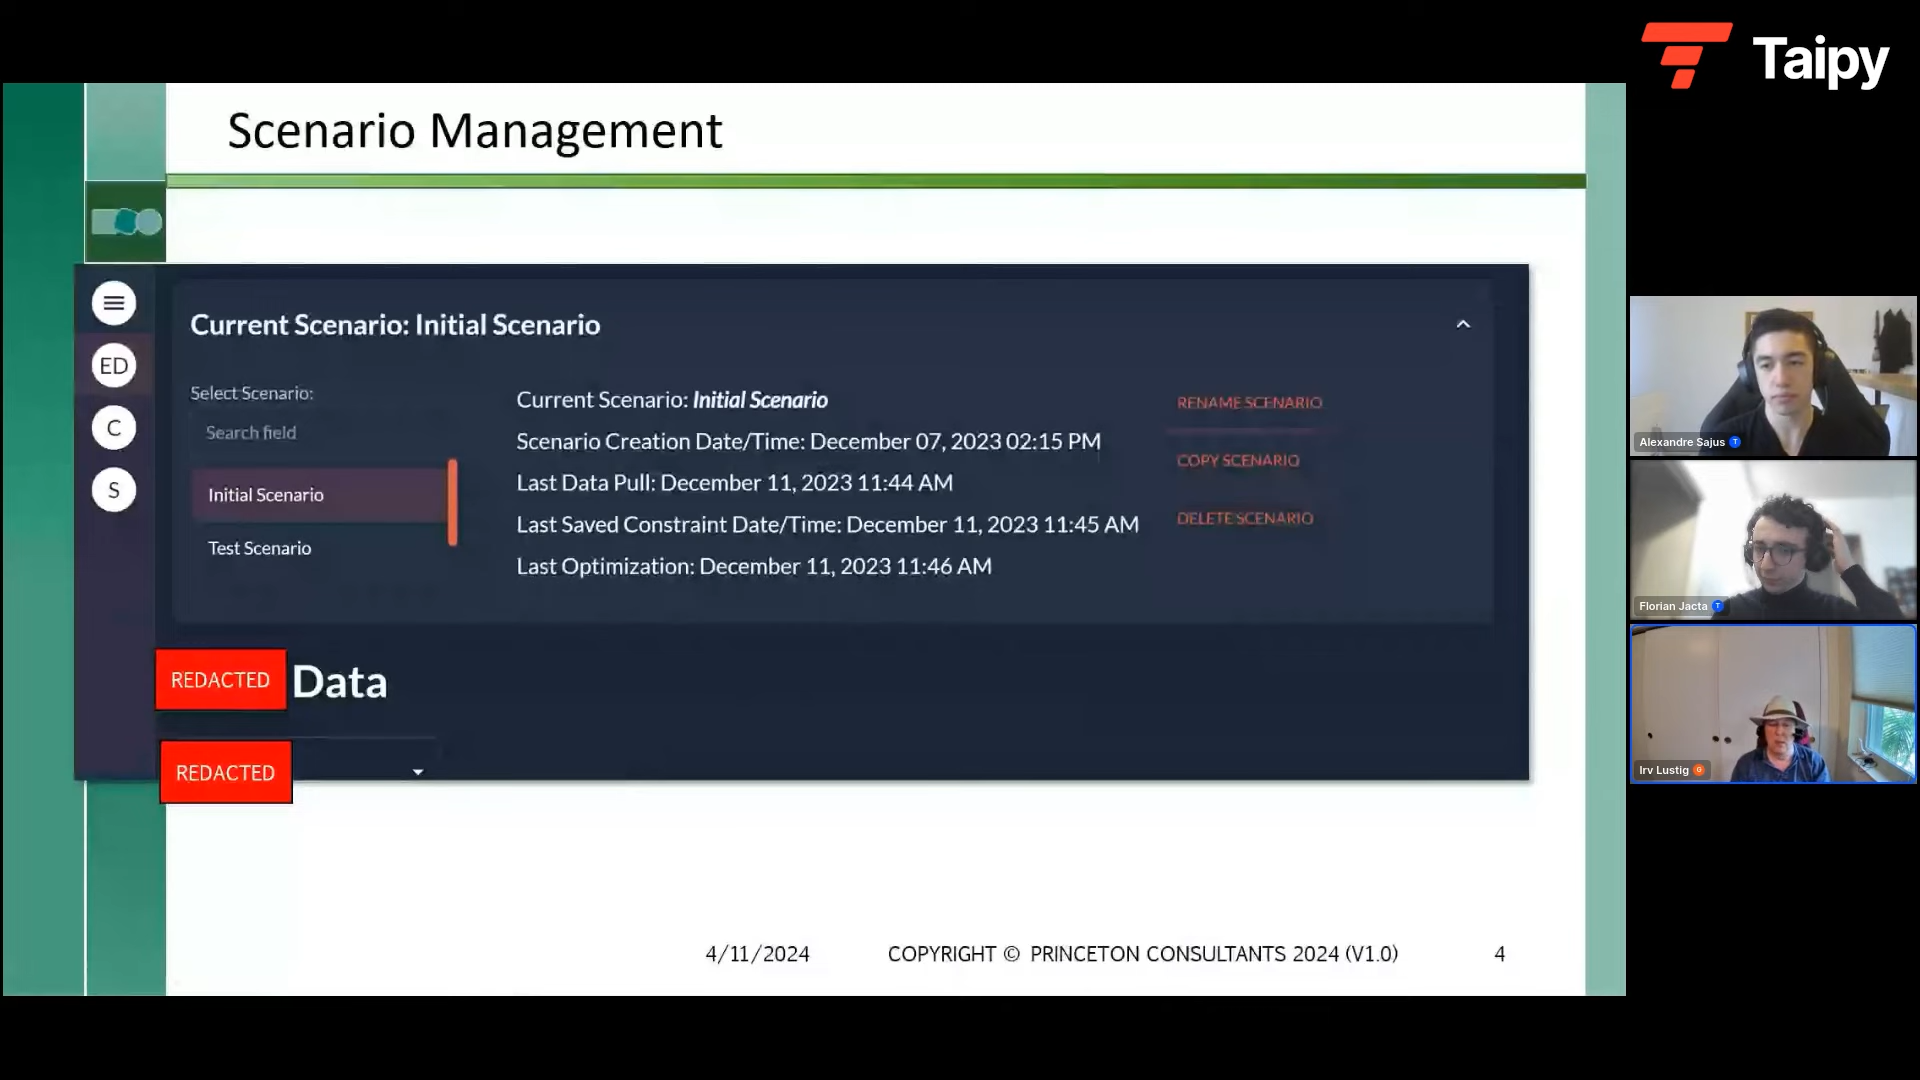 Taipy
Scenario Management
ED
C
S
Current Scenario: Initial Scenario
Select Scenario:
Search field
Initial Scenario
Test Scenario
Current Scenario: Initial Scenario
Scenario Creation Date/Time: December 07, 2023 02:15 PM
Last Data Pull: December 11, 2023 11:44 AM
Last Saved Constraint Date/Time: December 11, 2023 11:45 AM
Last Optimization: December 11, 2023 11:46 AM
RENAME SCENARIO
COPY SCENARIO
DELETE SCENARIO
REDACTED Data
REDACTED
4/11/2024 COPYRIGHT © PRINCETON CONSULTANTS 2024 (V1.0) 4
Alexandre Sajus T
Florian Jacta T
Irv Lustig G